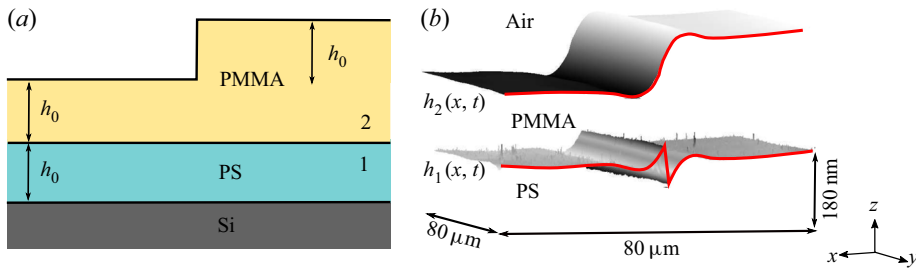 (a)
h₀
PMMA
h₀
2
h₀
PS
1
Si
(b)
Air
h₂(x, t)
PMMA
h₁(x, t)
PS
180 nm
80 μm
80 μm
z
x
y